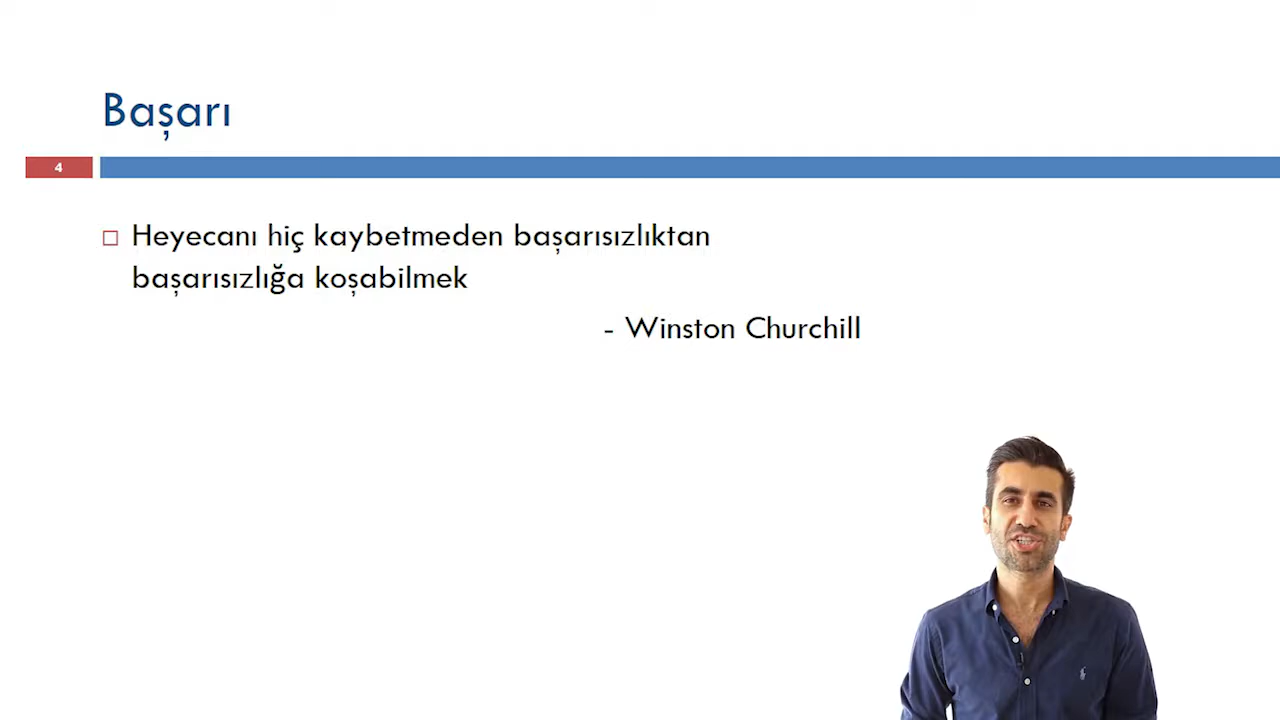 Başarı
4
Heyecanı hiç kaybetmeden başarısızlıktan
başarısızlığa koşabilmek
- Winston Churchill